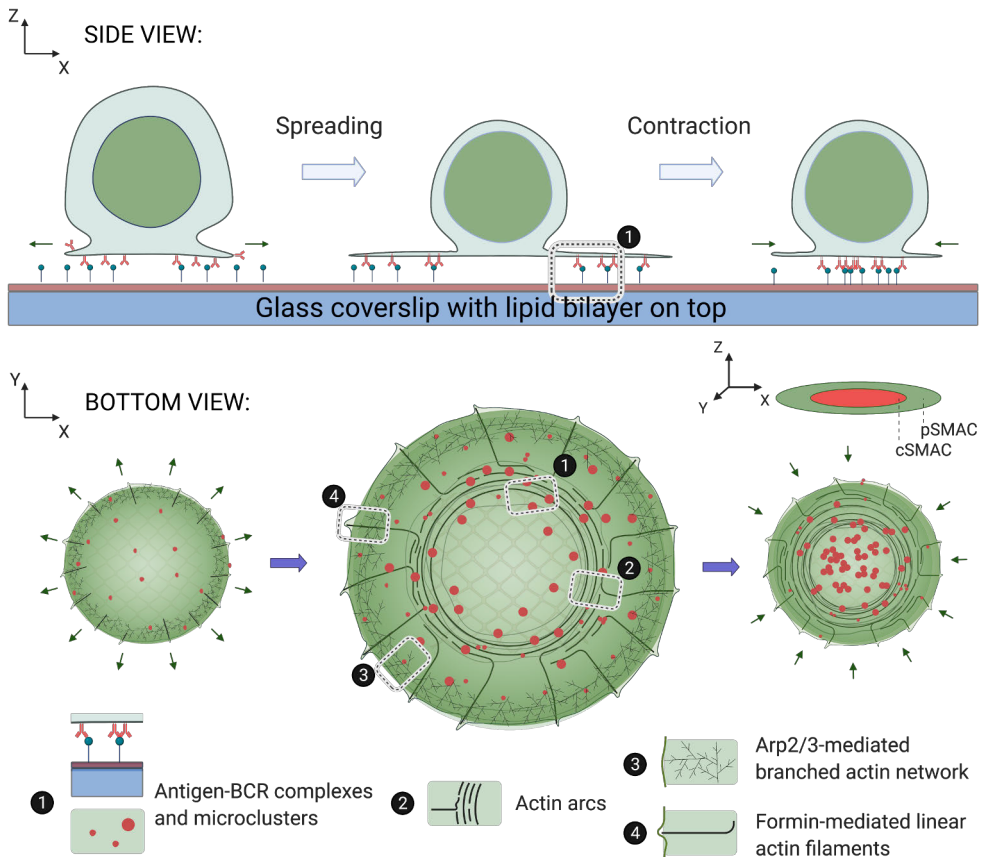 Z
SIDE VIEW:
X
Spreading
Contraction
1
Glass coverslip with lipid bilayer on top
Y
BOTTOM VIEW:
X
Z
Y
X
pSMAC
cSMAC
1
4
2
3
1
Antigen-BCR complexes
and microclusters
2
Actin arcs
3
Arp2/3-mediated
branched actin network
4
Formin-mediated linear
actin filaments